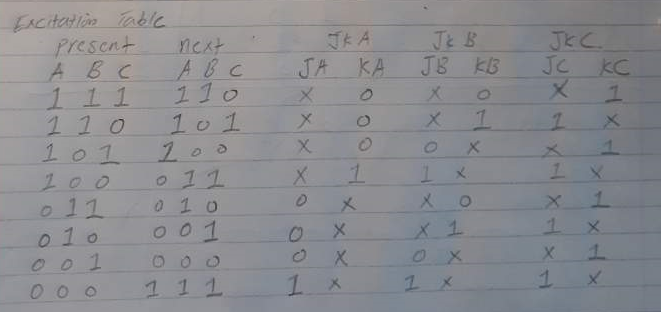 Excitation Table
present next JK A JK B JK C
A B C A B C JA KA JB KB JC KC
1 1 1 1 1 0 x 0 x 0 x 1
1 1 0 1 0 1 x 0 x 1 1 x
1 0 1 1 0 0 x 0 0 x x 1
1 0 0 0 1 1 x 1 1 x 1 x
0 1 1 0 1 0 0 x x 0 x 1
0 1 0 0 0 1 0 x x 1 1 x
0 0 1 0 0 0 0 x 0 x x 1
0 0 0 1 1 1 1 x 1 x 1 x